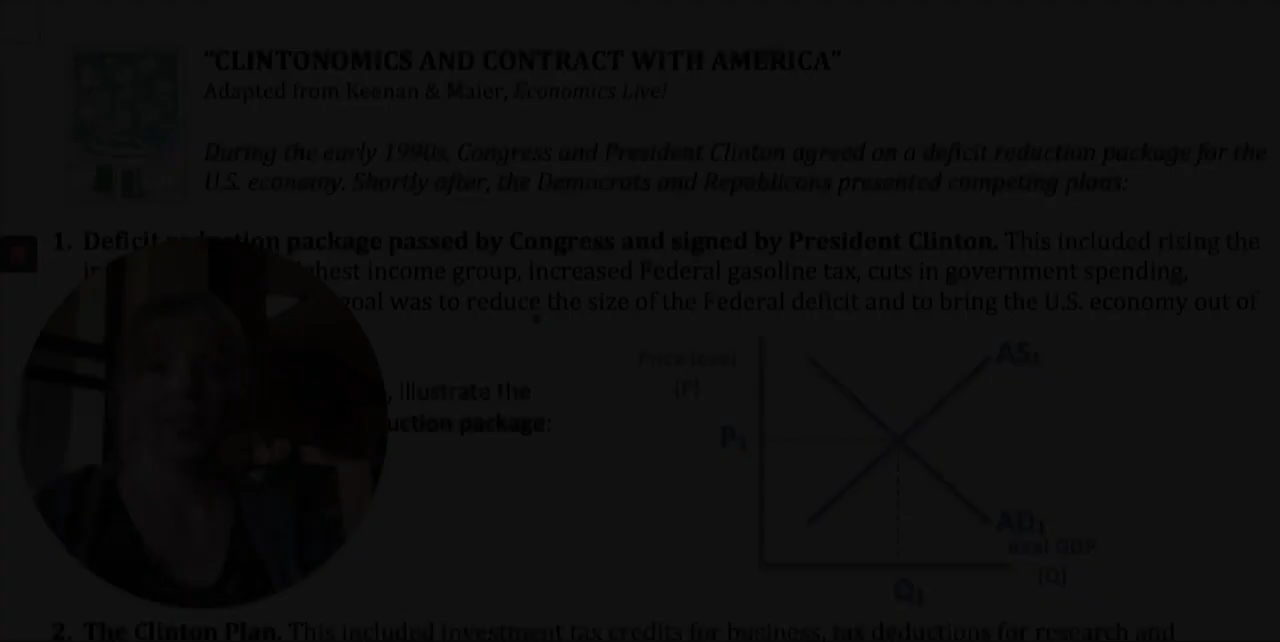 "CLINTONOMICS AND CONTRACT WITH AMERICA"
Adapted from Keenan & Maier, Economics Live!
During the early 1990s, Congress and President Clinton agreed on a deficit reduction package for the
U.S. economy. Shortly after, the Democrats and Republicans presented competing plans:
1. Deficit reduction package passed by Congress and signed by President Clinton. This included rising the
highest income group, increased Federal gasoline tax, cuts in government spending,
goal was to reduce the size of the Federal deficit and to bring the U.S. economy out of
Price level
(P)
AS₁
, illustrate the
uction package:
P₁
AD₁
real GDP
(Q)
Q₁
2. The Clinton Plan. This included investment tax credits for business, tax deductions for research and